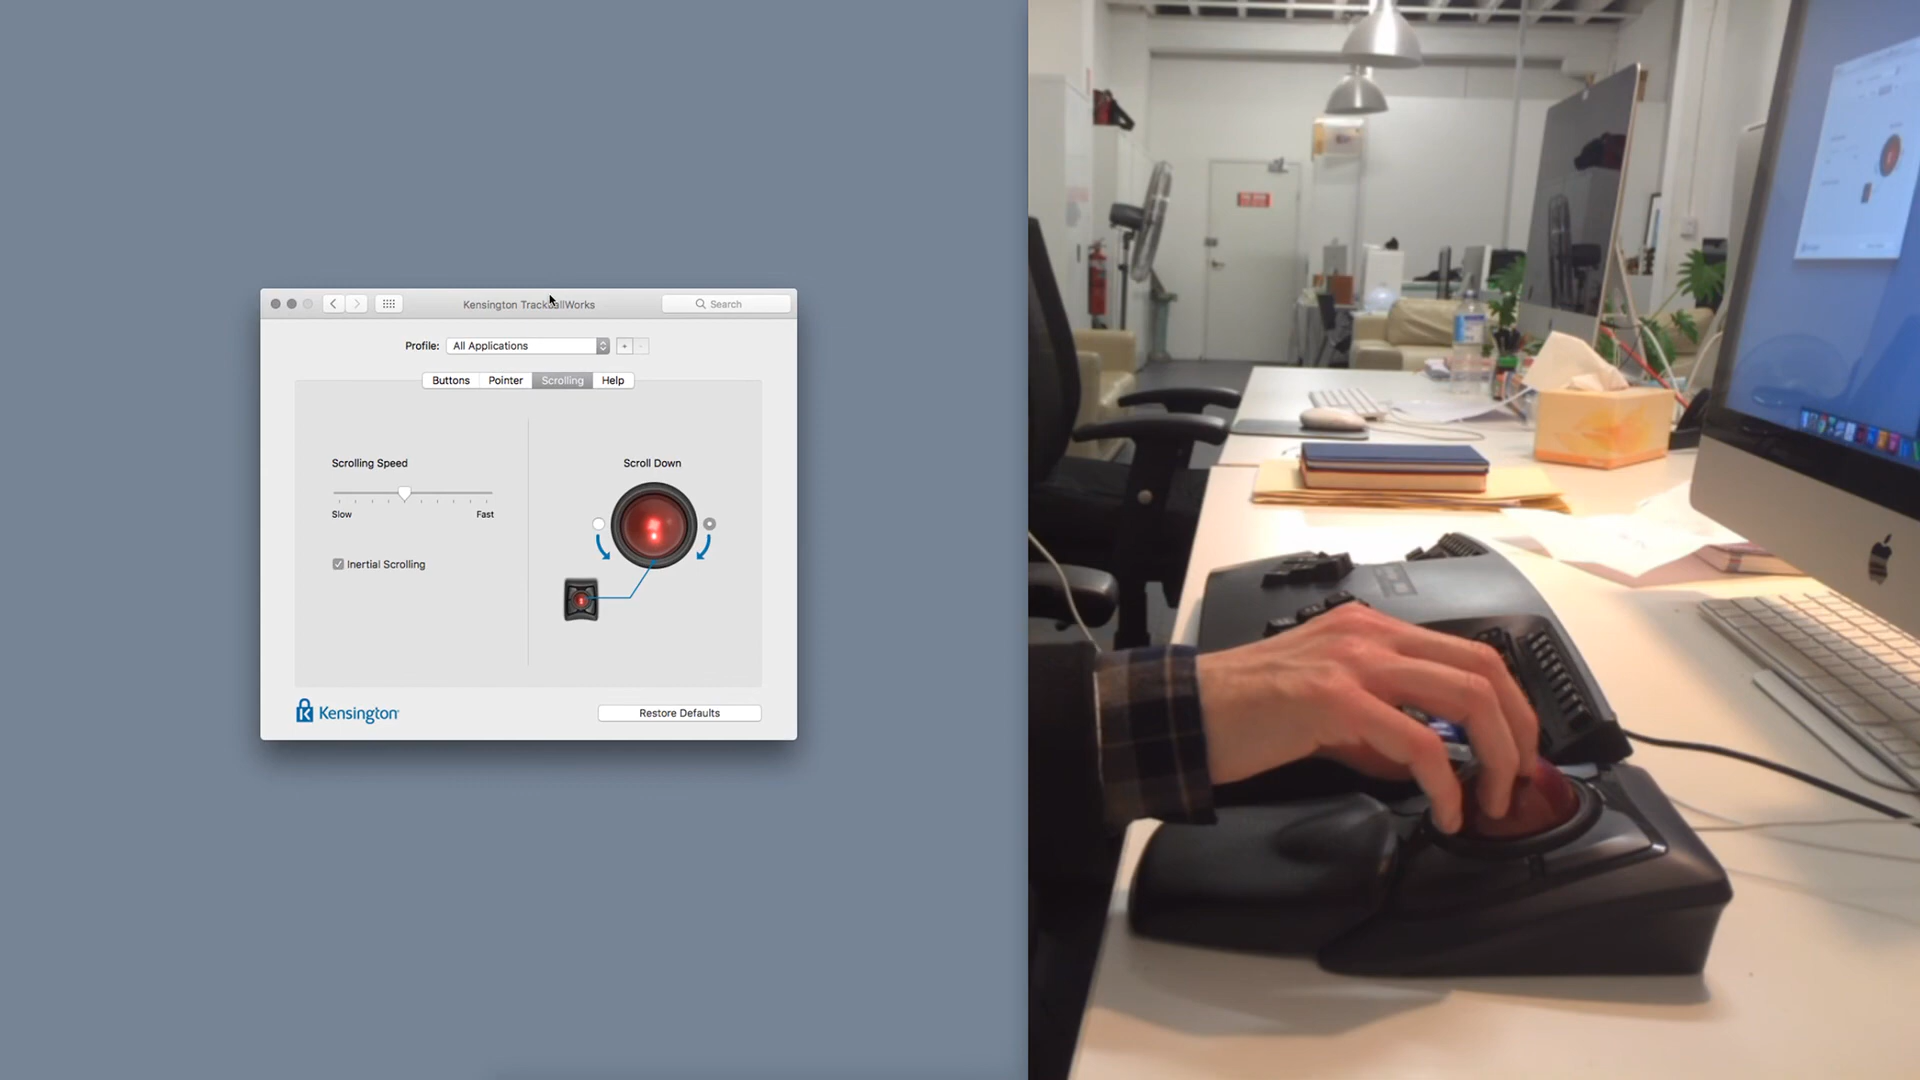 Kensington TrackballWorks
Search
Profile: All Applications
+ -
Buttons Pointer Scrolling Help
Scrolling Speed
Slow Fast
Inertial Scrolling
Scroll Down
Kensington
Restore Defaults